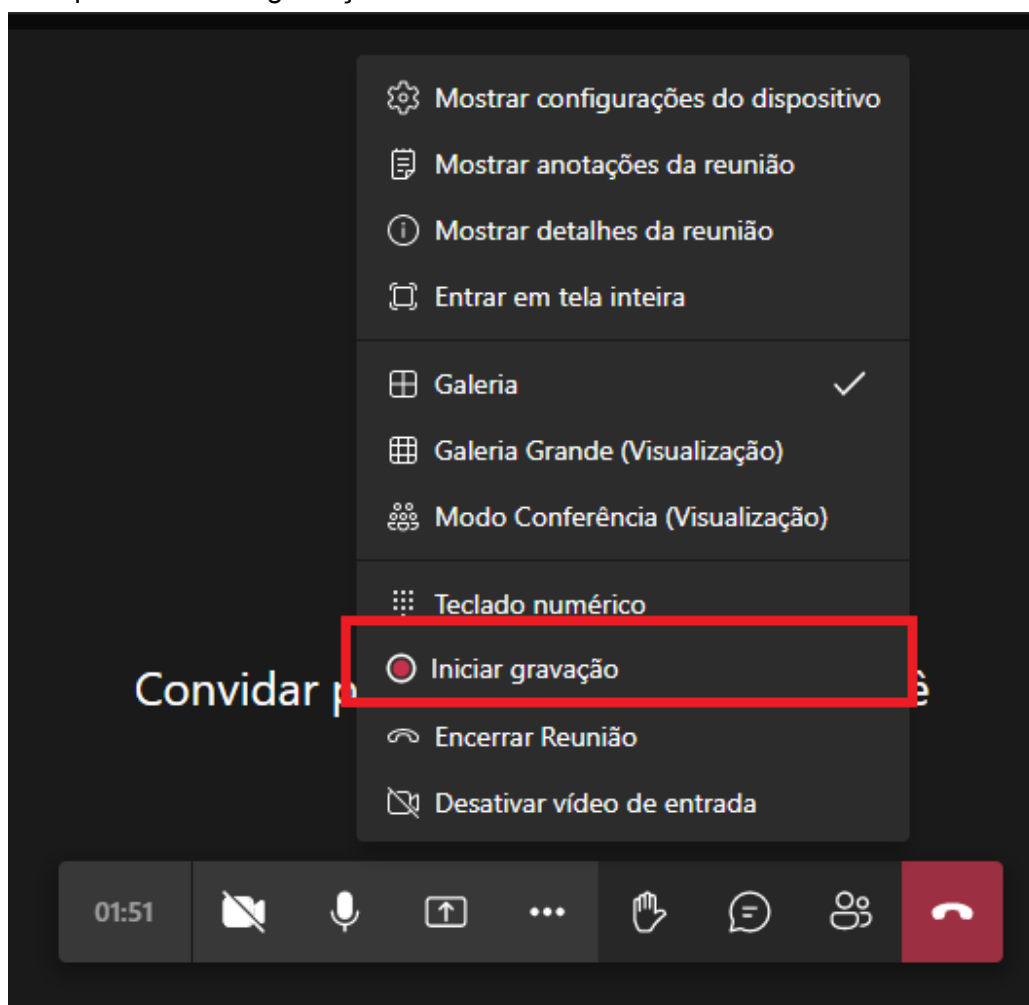 Mostrar configurações do dispositivo
Mostrar anotações da reunião
Mostrar detalhes da reunião
Entrar em tela inteira
Galeria
Galeria Grande (Visualização)
Modo Conferência (Visualização)
Teclado numérico
Iniciar gravação
Convidar
Encerrar Reunião
Desativar vídeo de entrada
01:51